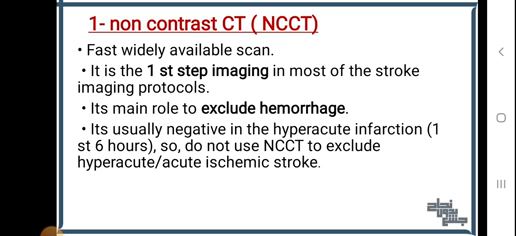 1- non contrast CT ( NCCT)
• Fast widely available scan.
• It is the 1 st step imaging in most of the stroke
imaging protocols.
• Its main role to exclude hemorrhage.
• Its usually negative in the hyperacute infarction (1
st 6 hours), so, do not use NCCT to exclude
hyperacute/acute ischemic stroke.